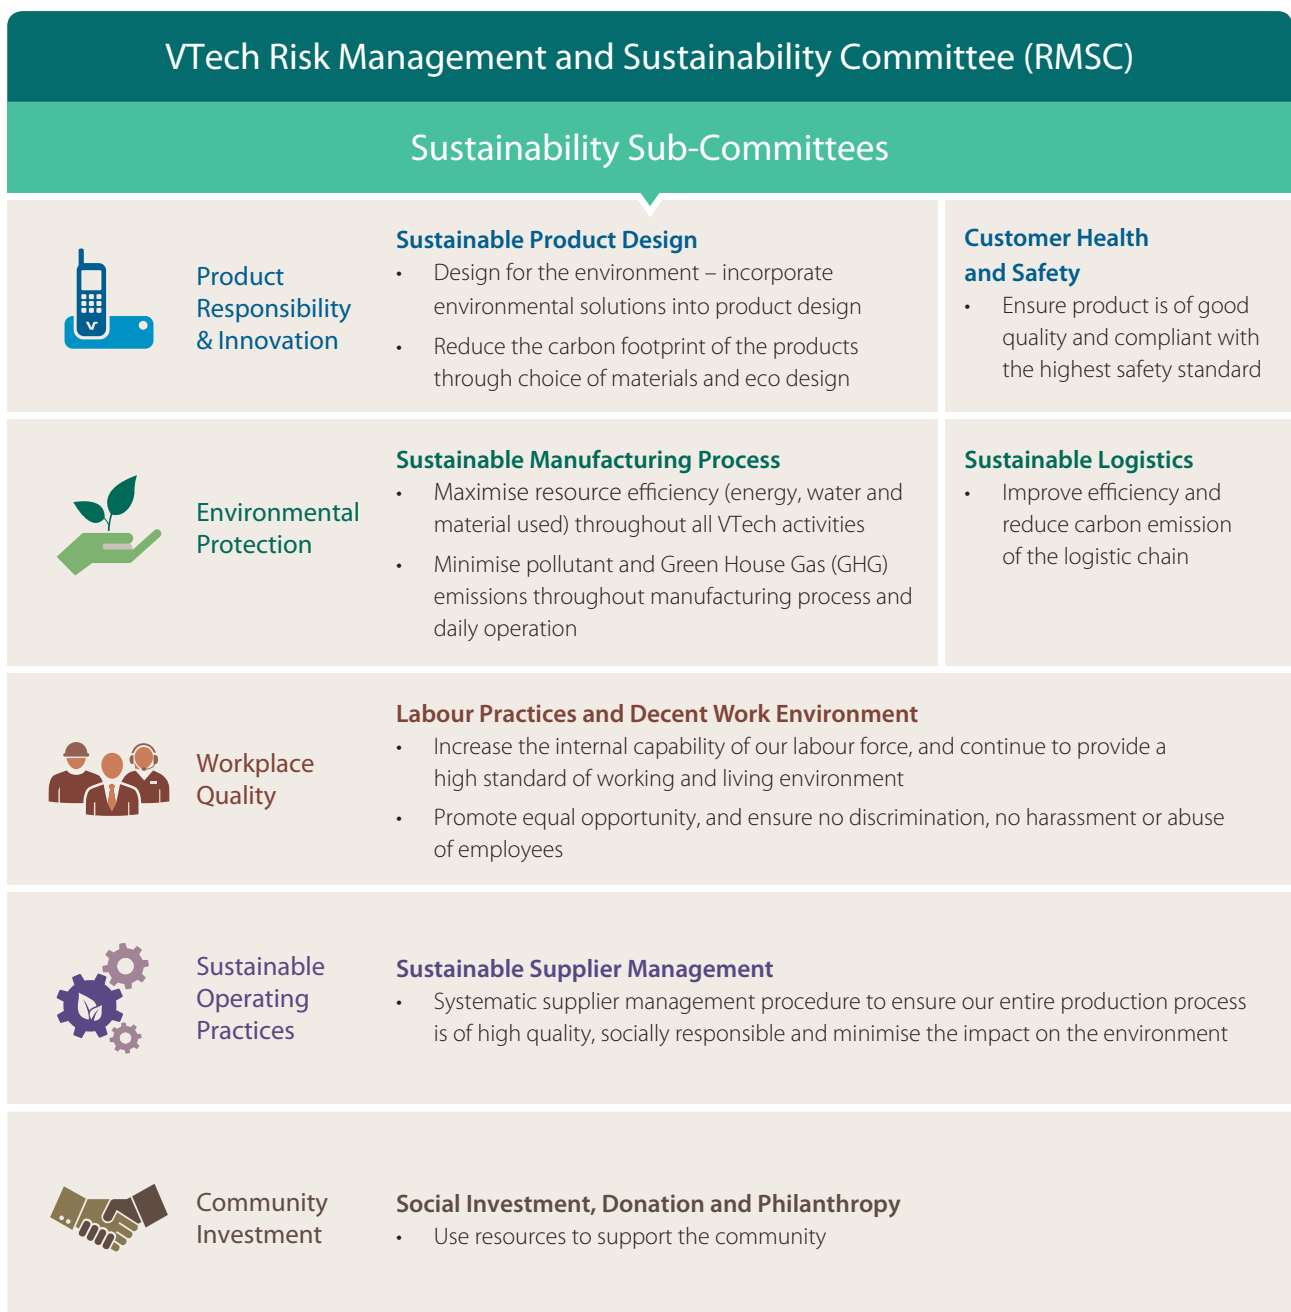 VTech Risk Management and Sustainability Committee (RMSC)
Sustainability Sub-Committees
Product
Responsibility
& Innovation
Sustainable Product Design
• Design for the environment – incorporate
environmental solutions into product design
• Reduce the carbon footprint of the products
through choice of materials and eco design
Customer Health
and Safety
• Ensure product is of good
quality and compliant with
the highest safety standard
Environmental
Protection
Sustainable Manufacturing Process
• Maximise resource efficiency (energy, water and
material used) throughout all VTech activities
• Minimise pollutant and Green House Gas (GHG)
emissions throughout manufacturing process and
daily operation
Sustainable Logistics
• Improve efficiency and
reduce carbon emission
of the logistic chain
Workplace
Quality
Labour Practices and Decent Work Environment
• Increase the internal capability of our labour force, and continue to provide a
high standard of working and living environment
• Promote equal opportunity, and ensure no discrimination, no harassment or abuse
of employees
Sustainable
Operating
Practices
Sustainable Supplier Management
• Systematic supplier management procedure to ensure our entire production process
is of high quality, socially responsible and minimise the impact on the environment
Community
Investment
Social Investment, Donation and Philanthropy
• Use resources to support the community